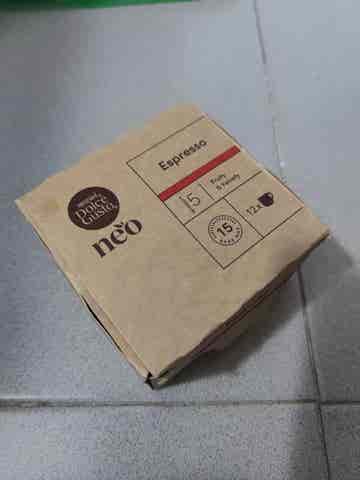 Espresso
5
Fruity
& Velvety
15
12x
NESCAFÉ
Dolce
Gusto
neo